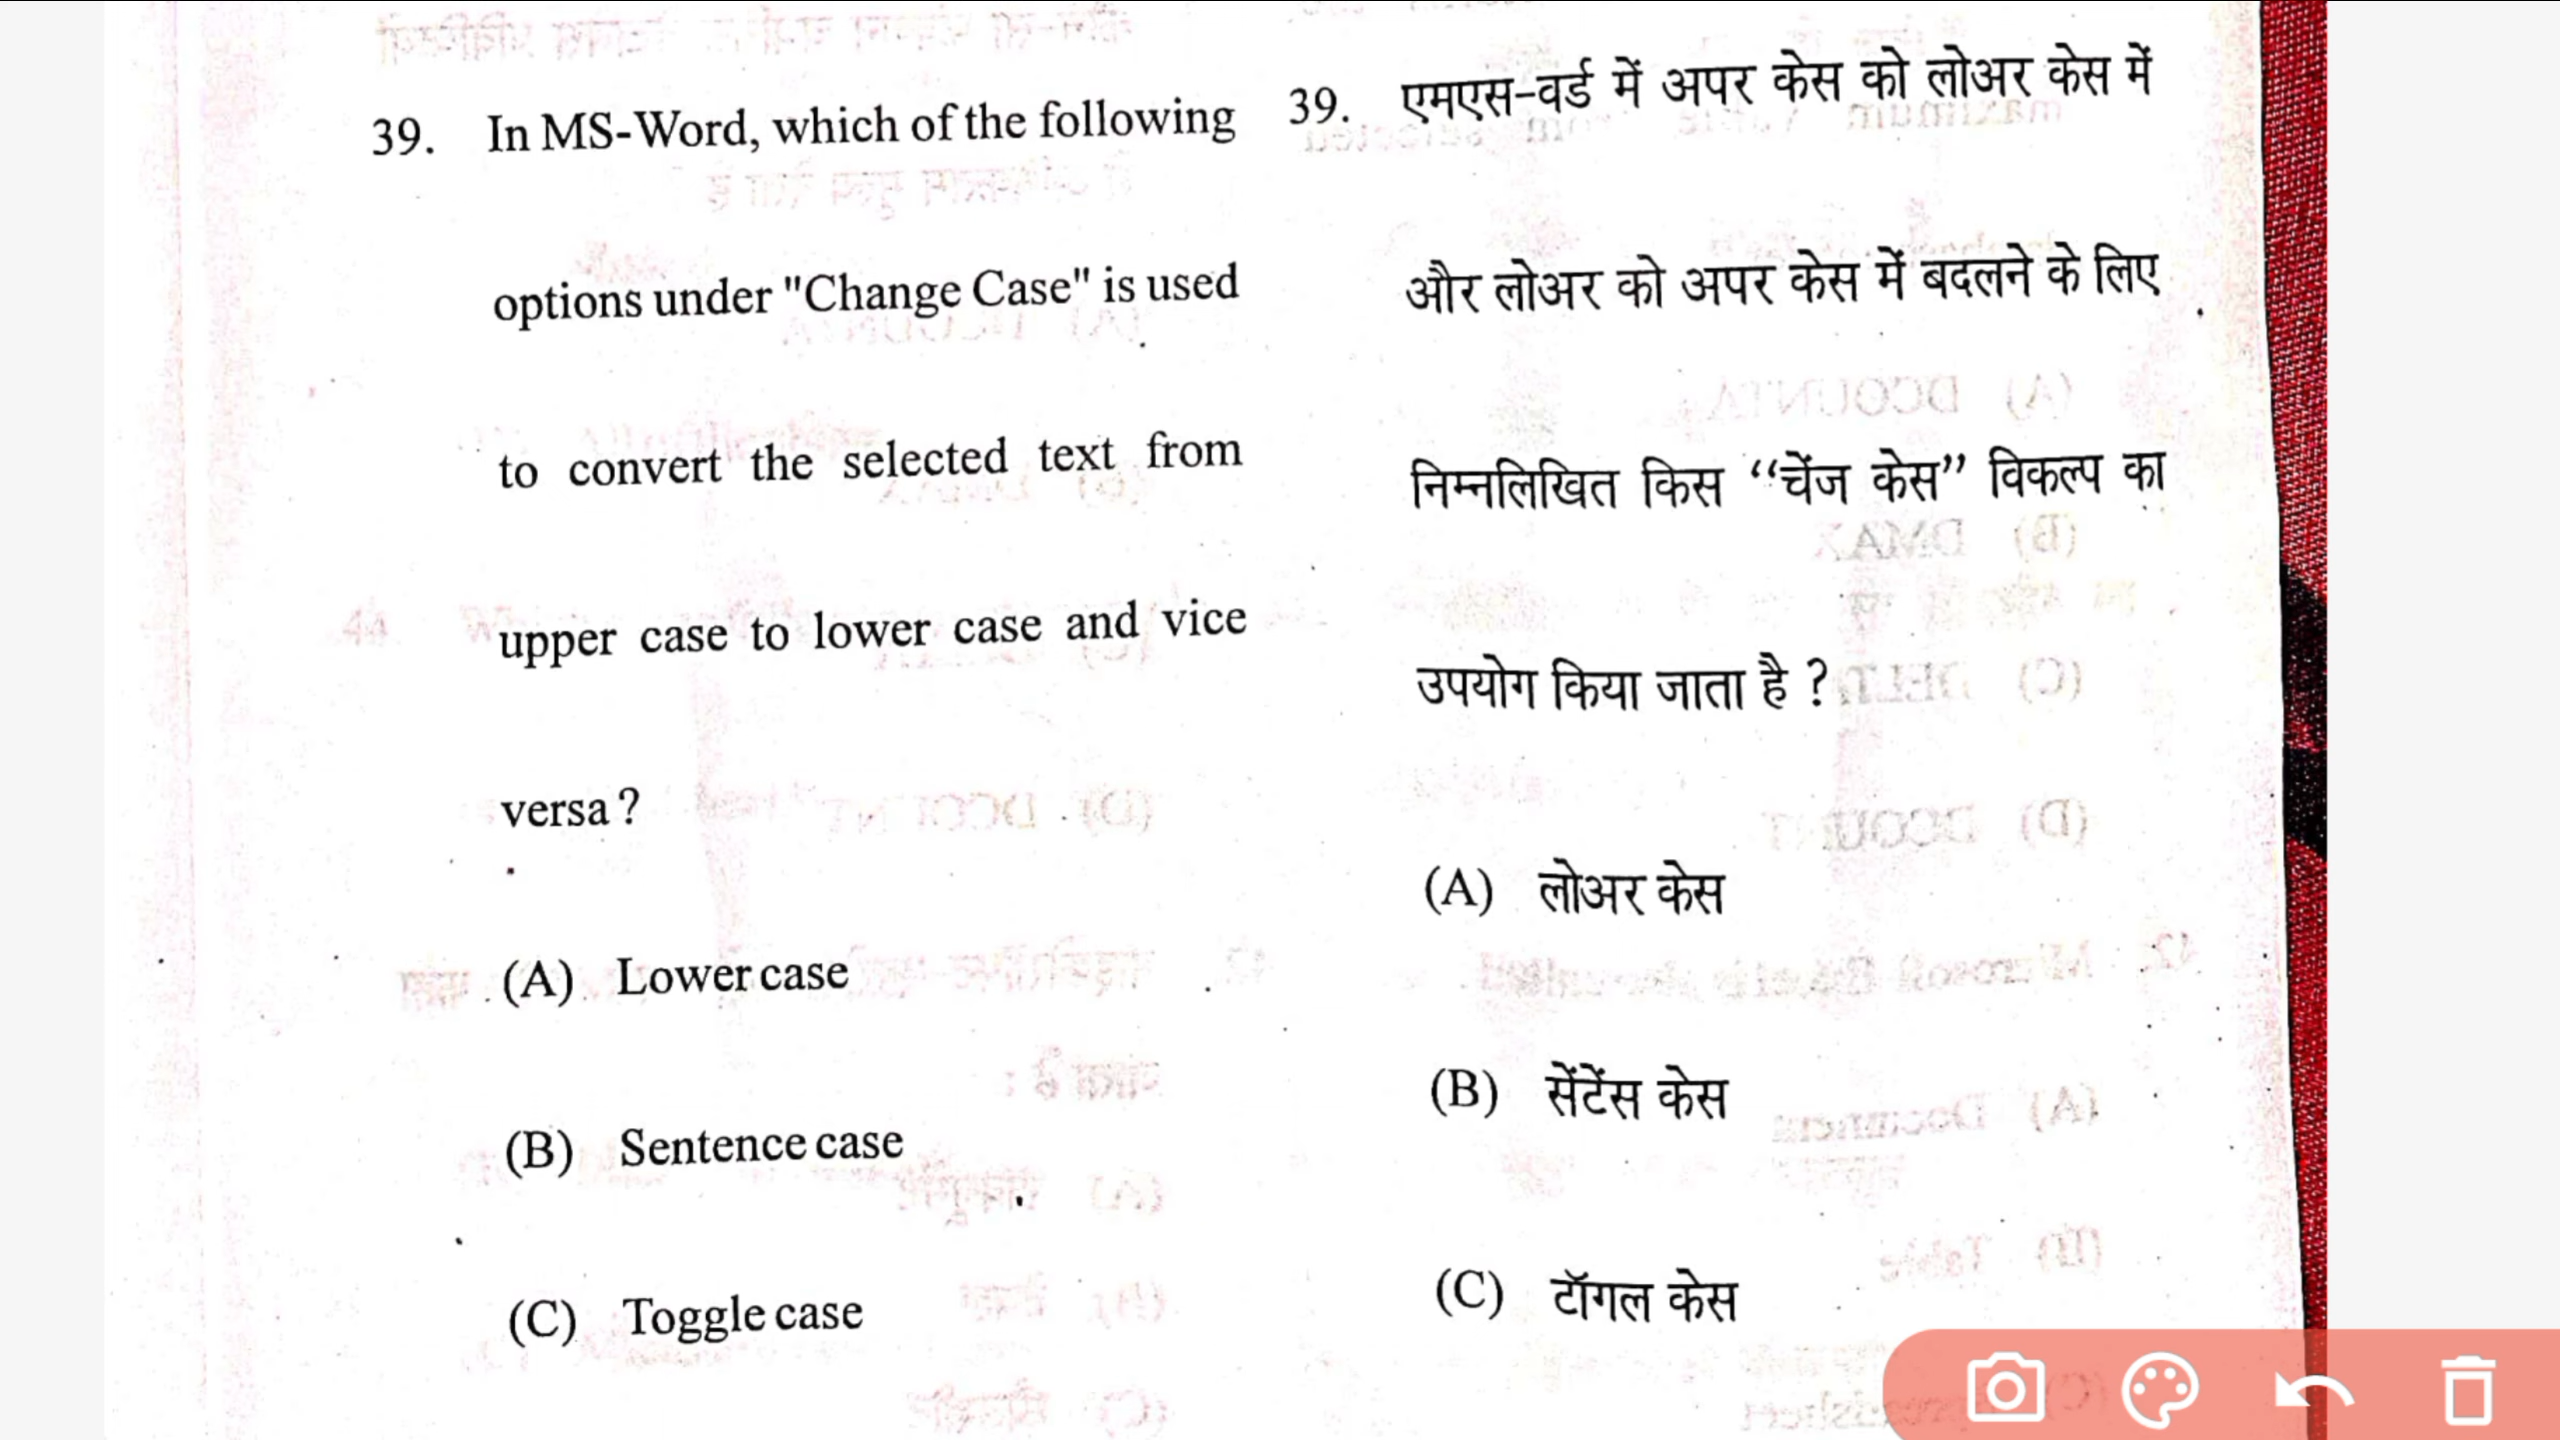 39. In MS-Word, which of the following
options under "Change Case" is used
to convert the selected text from
upper case to lower case and vice
versa ?
(A) Lower case
(B) Sentence case
(C) Toggle case
39. एमएस-वर्ड में अपर केस को लोअर केस में
और लोअर को अपर केस में बदलने के लिए
निम्नलिखित किस “चेंज केस” विकल्प का
उपयोग किया जाता है ?
(A) लोअर केस
(B) सेंटेंस केस
(C) टॉगल केस